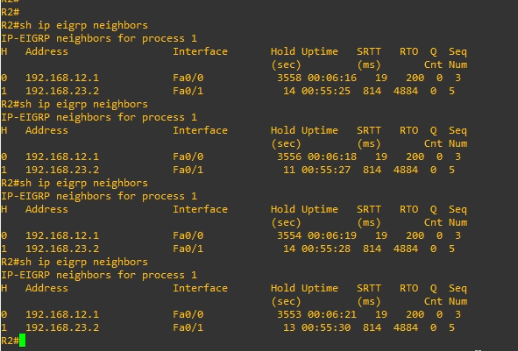 R2#
R2#
R2#sh ip eigrp neighbors
IP-EIGRP neighbors for process 1
H   Address                 Interface       Hold Uptime   SRTT   RTO  Q  Seq
                                            (sec)         (ms)       Cnt Num
0   192.168.12.1            Fa0/0           3558 00:06:16   19   200  0  3
1   192.168.23.2            Fa0/1             14 00:55:25  814  4884  0  5
R2#sh ip eigrp neighbors
IP-EIGRP neighbors for process 1
H   Address                 Interface       Hold Uptime   SRTT   RTO  Q  Seq
                                            (sec)         (ms)       Cnt Num
0   192.168.12.1            Fa0/0           3556 00:06:18   19   200  0  3
1   192.168.23.2            Fa0/1             11 00:55:27  814  4884  0  5
R2#sh ip eigrp neighbors
IP-EIGRP neighbors for process 1
H   Address                 Interface       Hold Uptime   SRTT   RTO  Q  Seq
                                            (sec)         (ms)       Cnt Num
0   192.168.12.1            Fa0/0           3554 00:06:19   19   200  0  3
1   192.168.23.2            Fa0/1             14 00:55:28  814  4884  0  5
R2#sh ip eigrp neighbors
IP-EIGRP neighbors for process 1
H   Address                 Interface       Hold Uptime   SRTT   RTO  Q  Seq
                                            (sec)         (ms)       Cnt Num
0   192.168.12.1            Fa0/0           3553 00:06:21   19   200  0  3
1   192.168.23.2            Fa0/1             13 00:55:30  814  4884  0  5
R2#